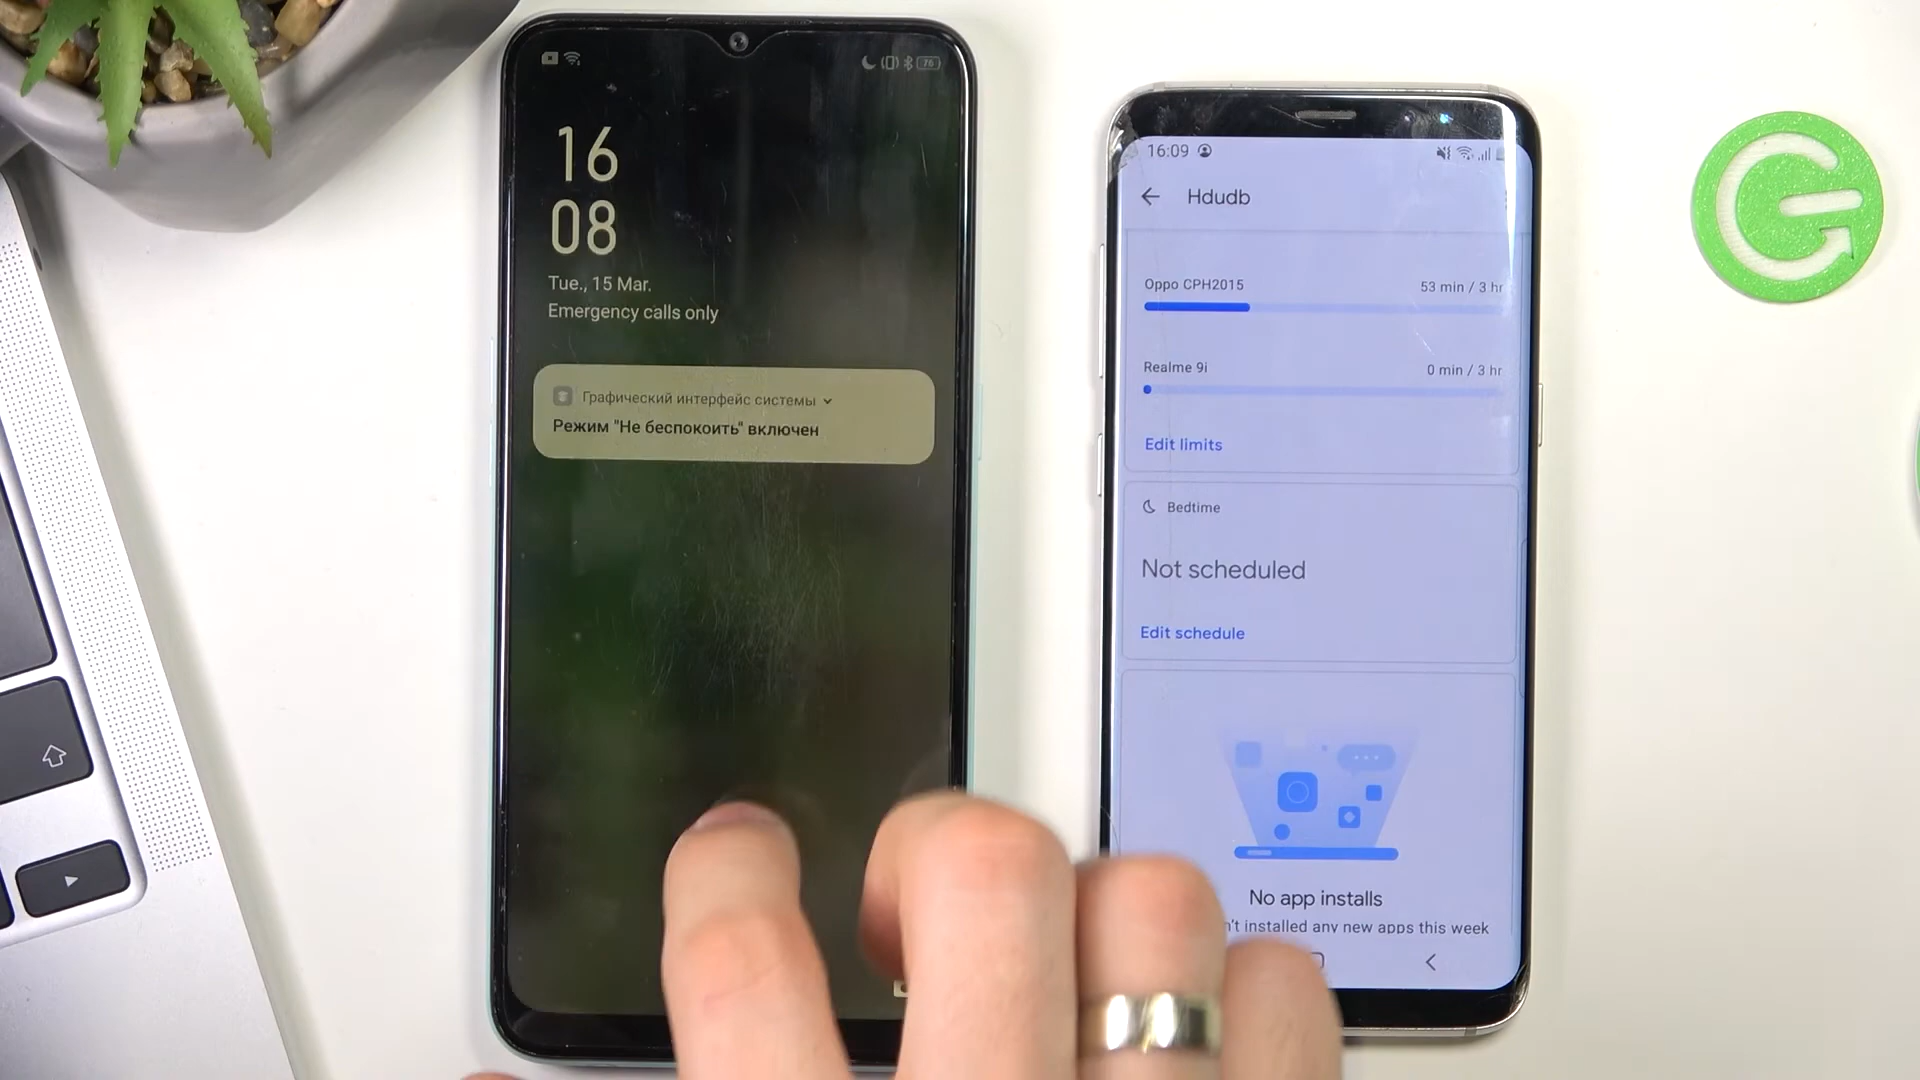 76
16
08
Tue., 15 Mar.
Emergency calls only
Графический интерфейс системы
Режим "Не беспокоить" включен
16:09
Hdudb
Oppo CPH2015
53 min / 3 hr
Realme 9i
0 min / 3 hr
Edit limits
Bedtime
Not scheduled
Edit schedule
No app installs
installed any new apps this week